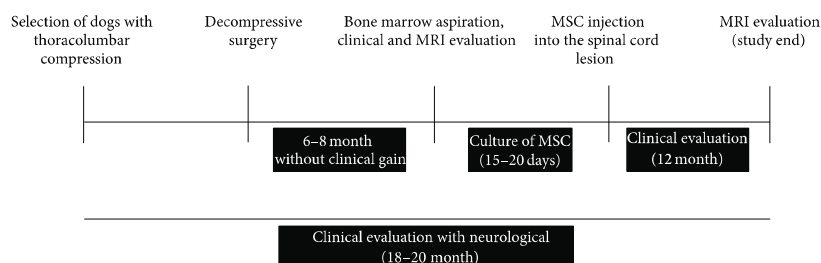 Selection of dogs with
thoracolumbar
compression
Decompressive
surgery
Bone marrow aspiration,
clinical and MRI evaluation
MSC injection
into the spinal cord
lesion
MRI evaluation
(study end)
6–8 month
without clinical gain
Culture of MSC
(15–20 days)
Clinical evaluation
(12 month)
Clinical evaluation with neurological
(18–20 month)